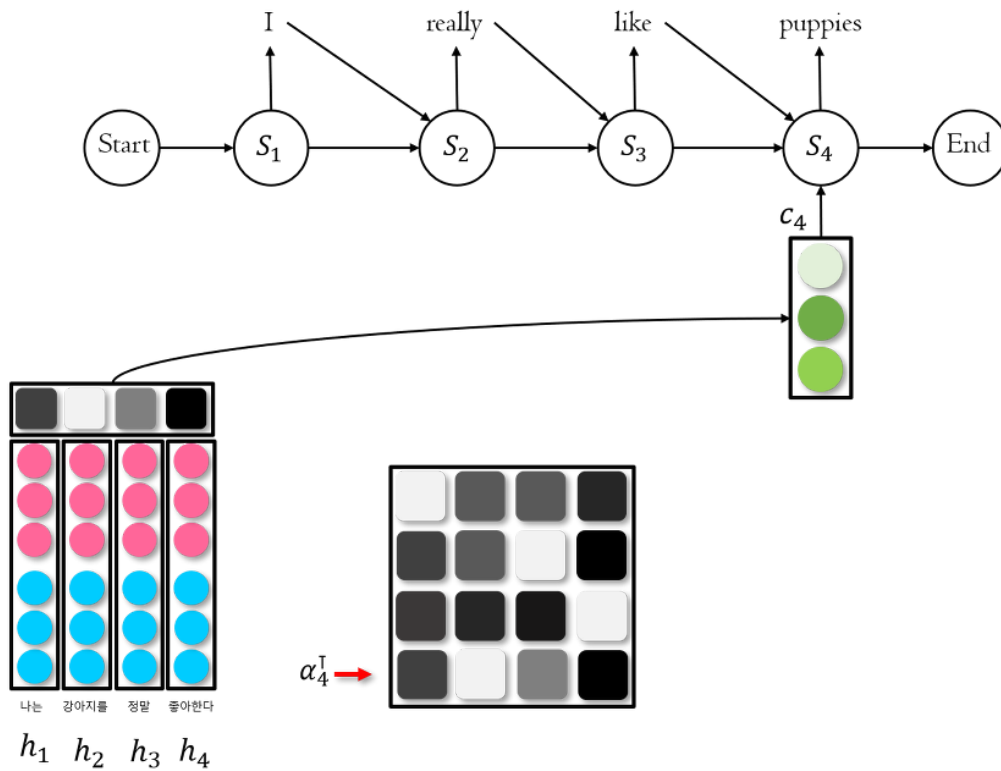 I really like puppies
Start S₁ S₂ S₃ S₄ End
c₄
α₄ᵀ
나는 강아지를 정말 좋아한다
h₁ h₂ h₃ h₄